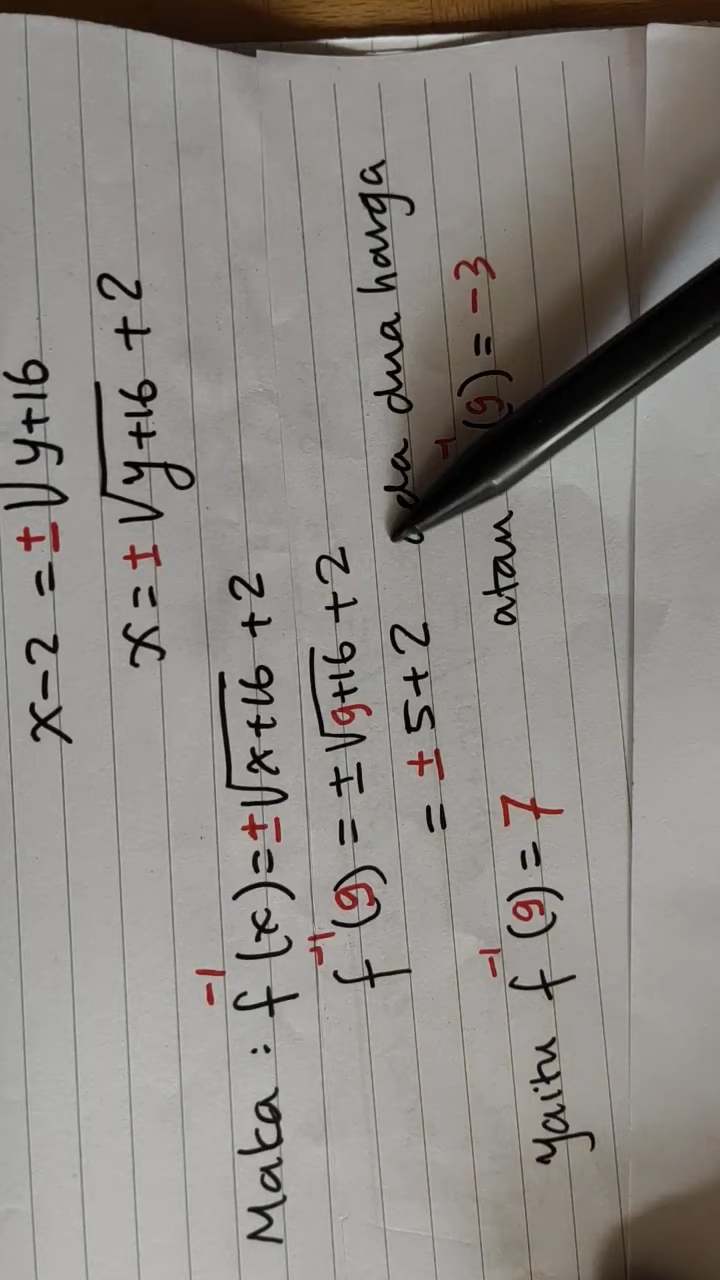 x-2 = ±√y+16
x = ±√y+16 + 2
Maka : f⁻¹(x) = ±√x+16 + 2
f⁻¹(9) = ±√9+16 + 2
= ± 5+2 ada dua harga
yaitu f⁻¹(9) = 7 atau (9) = -3